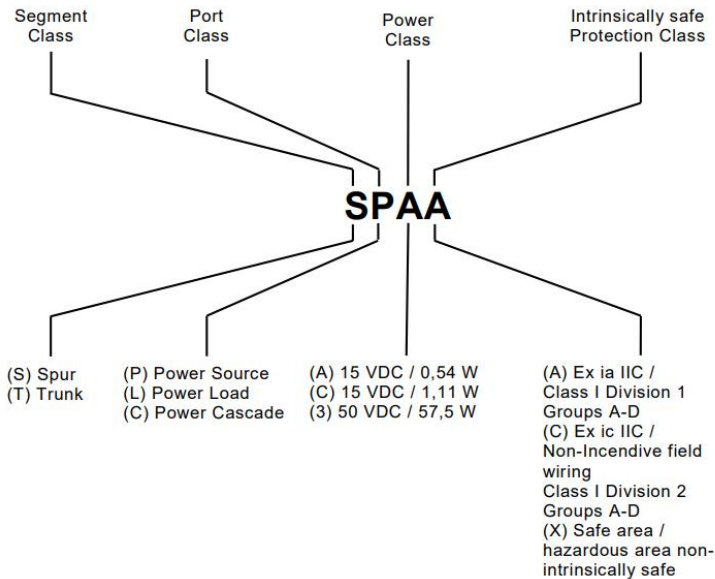 Segment
Class
Port
Class
Power
Class
Intrinsically safe
Protection Class
SPAA
(S) Spur
(T) Trunk
(P) Power Source
(L) Power Load
(C) Power Cascade
(A) 15 VDC / 0,54 W
(C) 15 VDC / 1,11 W
(3) 50 VDC / 57,5 W
(A) Ex ia IIC /
Class I Division 1
Groups A-D
(C) Ex ic IIC /
Non-Incendive field
wiring
Class I Division 2
Groups A-D
(X) Safe area /
hazardous area non-
intrinsically safe